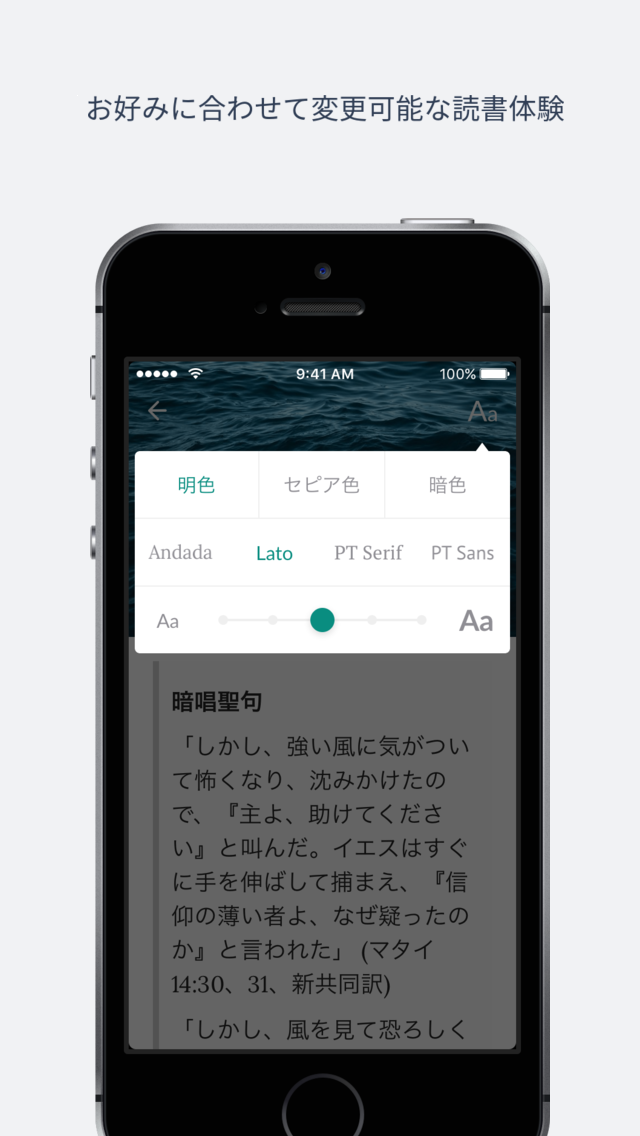 お好みに合わせて変更可能な読書体験
9:41 AM 100%
Aa
明色 セピア色 暗色
Andada Lato PT Serif PT Sans
Aa Aa
暗唱聖句
「しかし、強い風に気がつい
て怖くなり、沈みかけたの
で、『主よ、助けてくださ
い』と叫んだ。イエスはすぐ
に手を伸ばして捕まえ、『信
仰の薄い者よ、なぜ疑ったの
か』と言われた」 (マタイ
14:30、31、新共同訳)
「しかし、風を見て恐ろしく